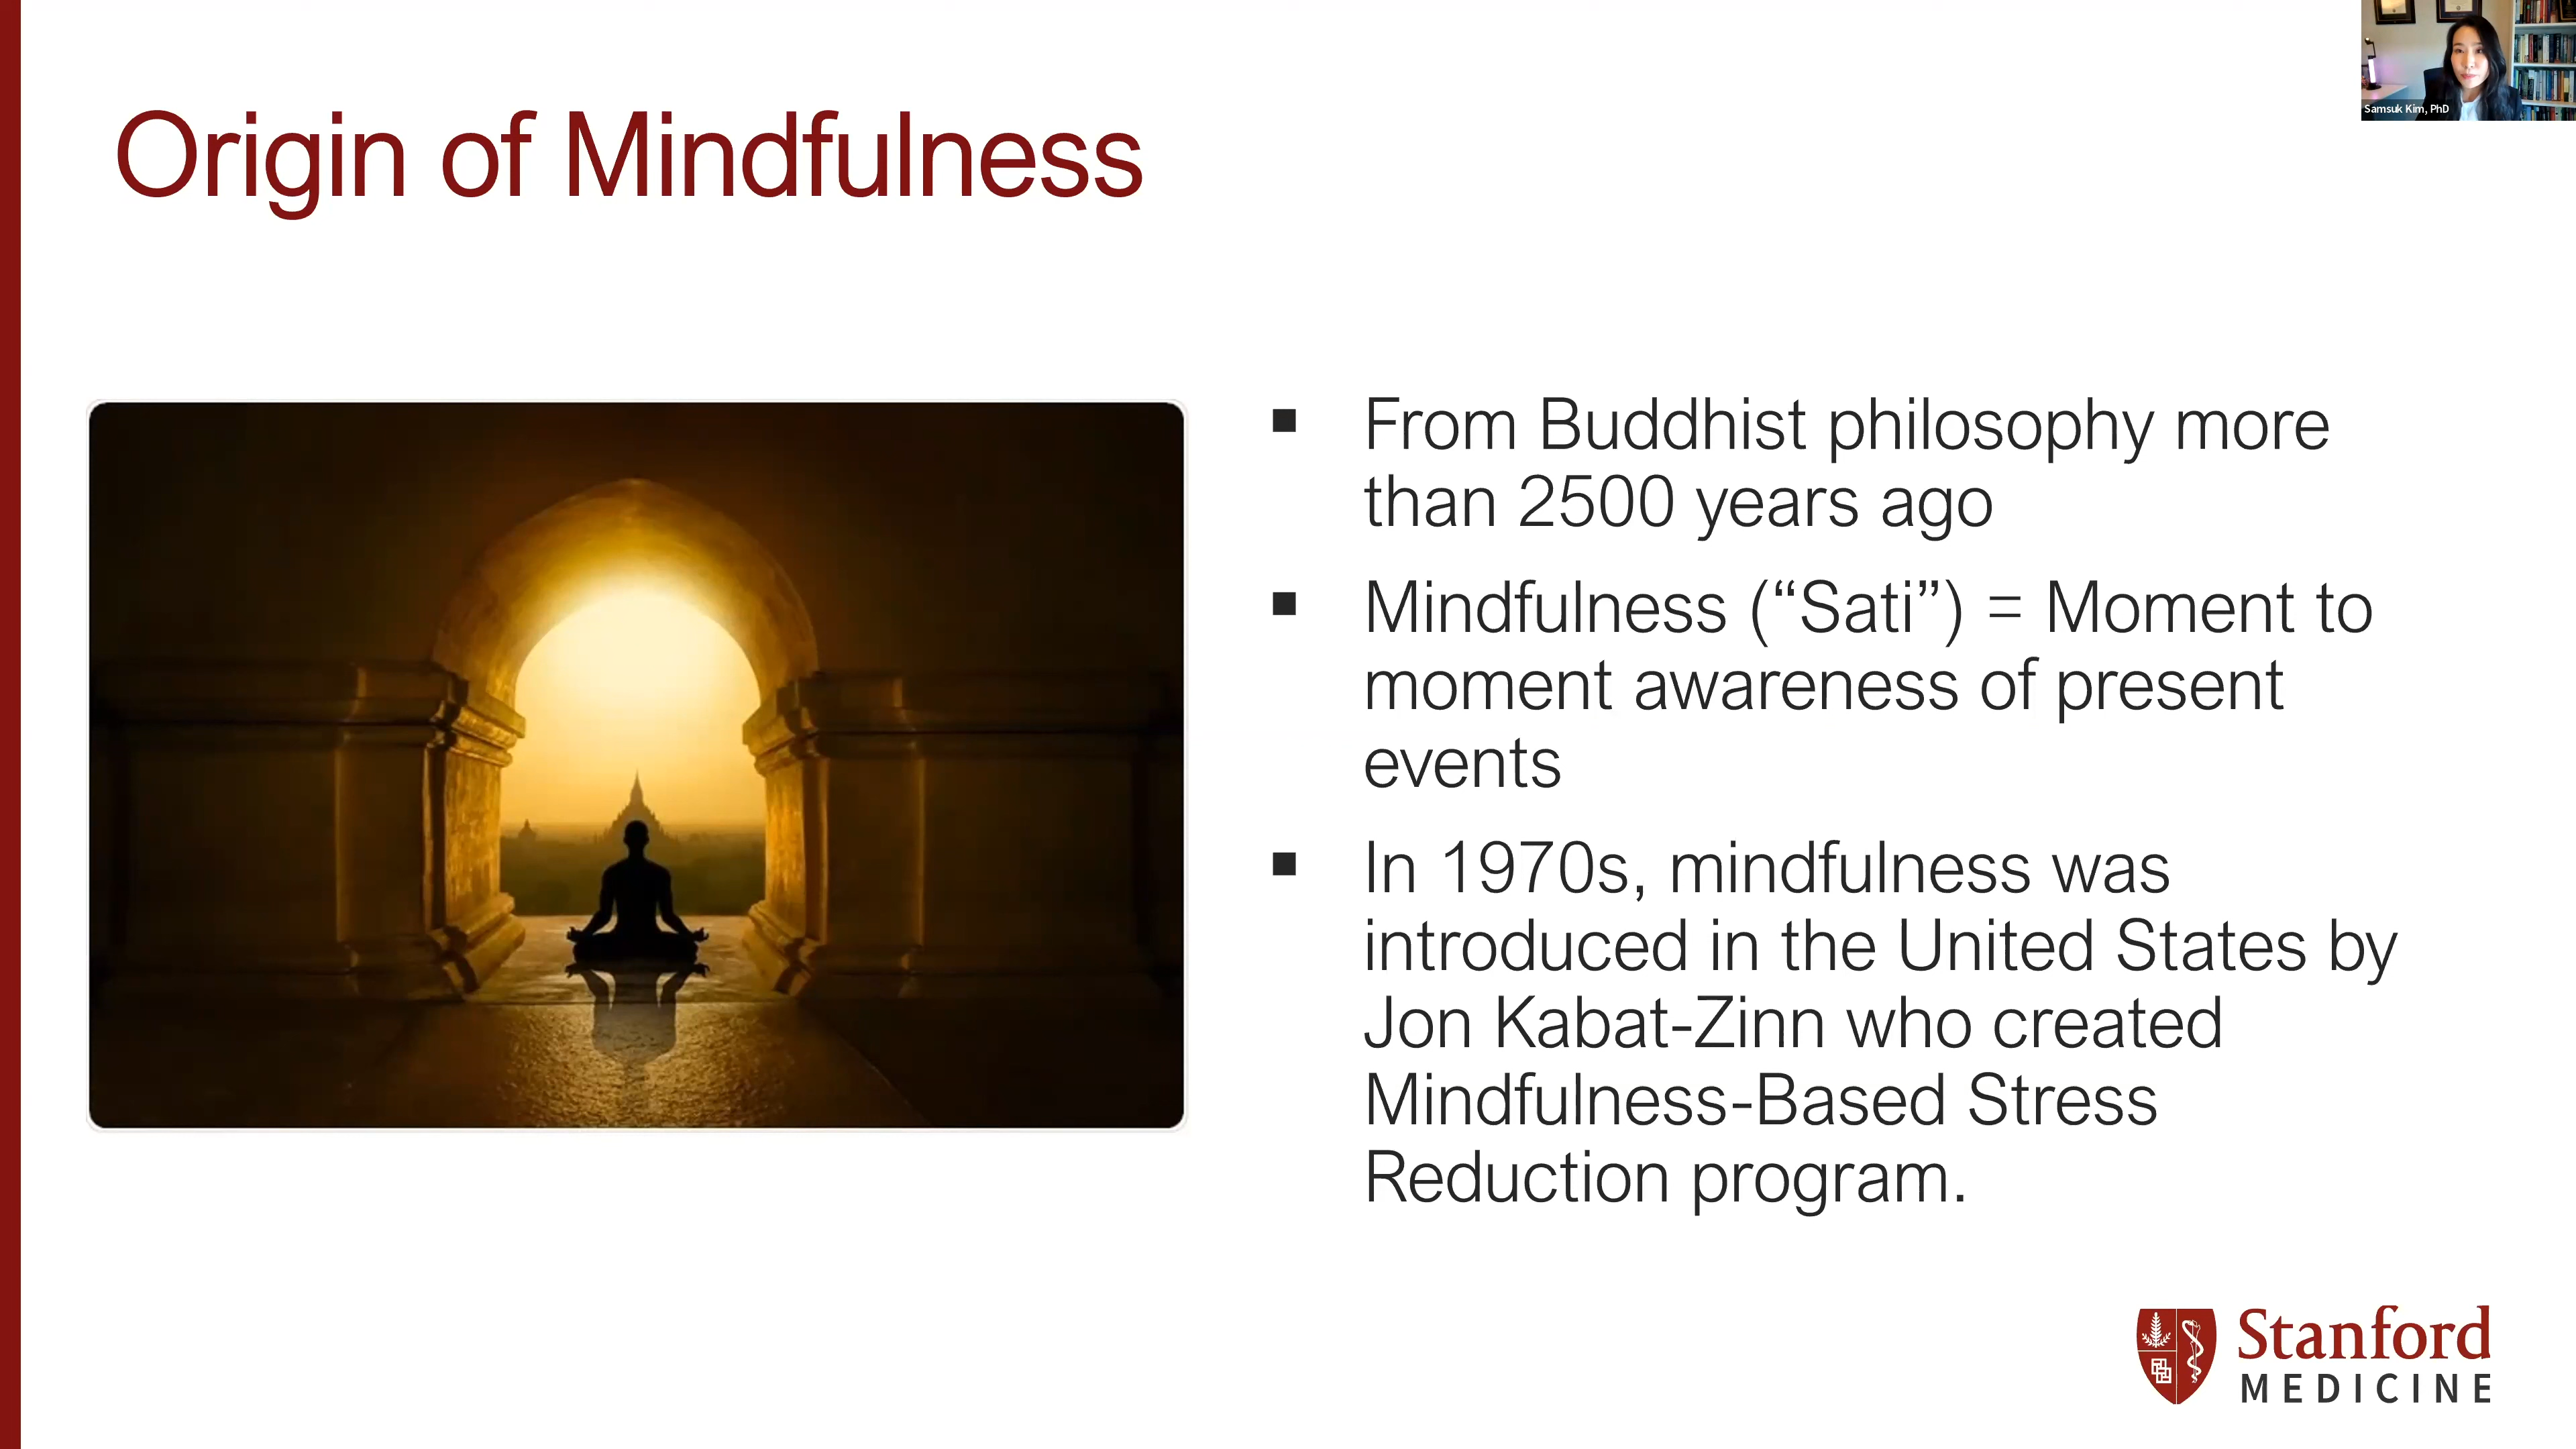 Samsuk Kim, PhD
Origin of Mindfulness
▪ From Buddhist philosophy more
than 2500 years ago
▪ Mindfulness (“Sati”) = Moment to
moment awareness of present
events
▪ In 1970s, mindfulness was
introduced in the United States by
Jon Kabat-Zinn who created
Mindfulness-Based Stress
Reduction program.
Stanford
MEDICINE